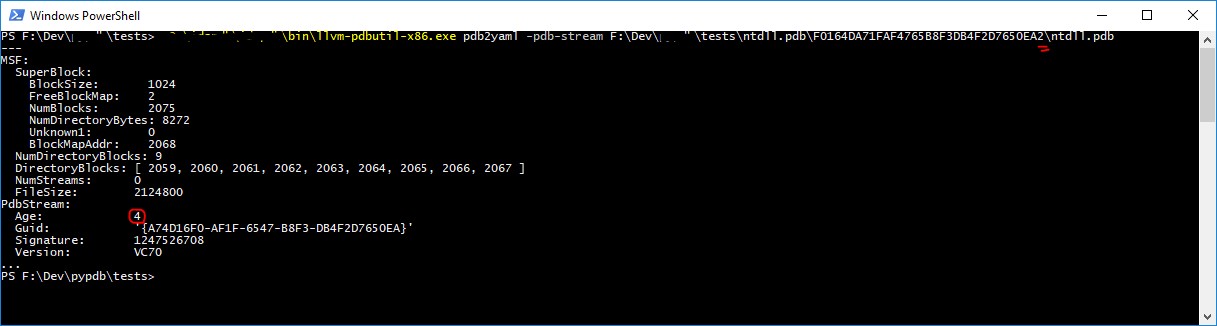 Windows PowerShell
PS F:\Dev\ \tests> \bin\llvm-pdbutil-x86.exe pdb2yaml -pdb-stream F:\Dev\ \tests\ntdll.pdb\F0164DA71FAF4765B8F3DB4F2D7650EA2\ntdll.pdb
---
MSF:
  SuperBlock:
    BlockSize:       1024
    FreeBlockMap:    2
    NumBlocks:       2075
    NumDirectoryBytes: 8272
    Unknown1:        0
    BlockMapAddr:    2068
  NumDirectoryBlocks: 9
  DirectoryBlocks: [ 2059, 2060, 2061, 2062, 2063, 2064, 2065, 2066, 2067 ]
  NumStreams:      0
  FileSize:        2124800
PdbStream:
  Age:             4
  Guid:            '{A74D16F0-AF1F-6547-B8F3-DB4F2D7650EA}'
  Signature:       1247526708
  Version:         VC70
...
PS F:\Dev\pypdb\tests>